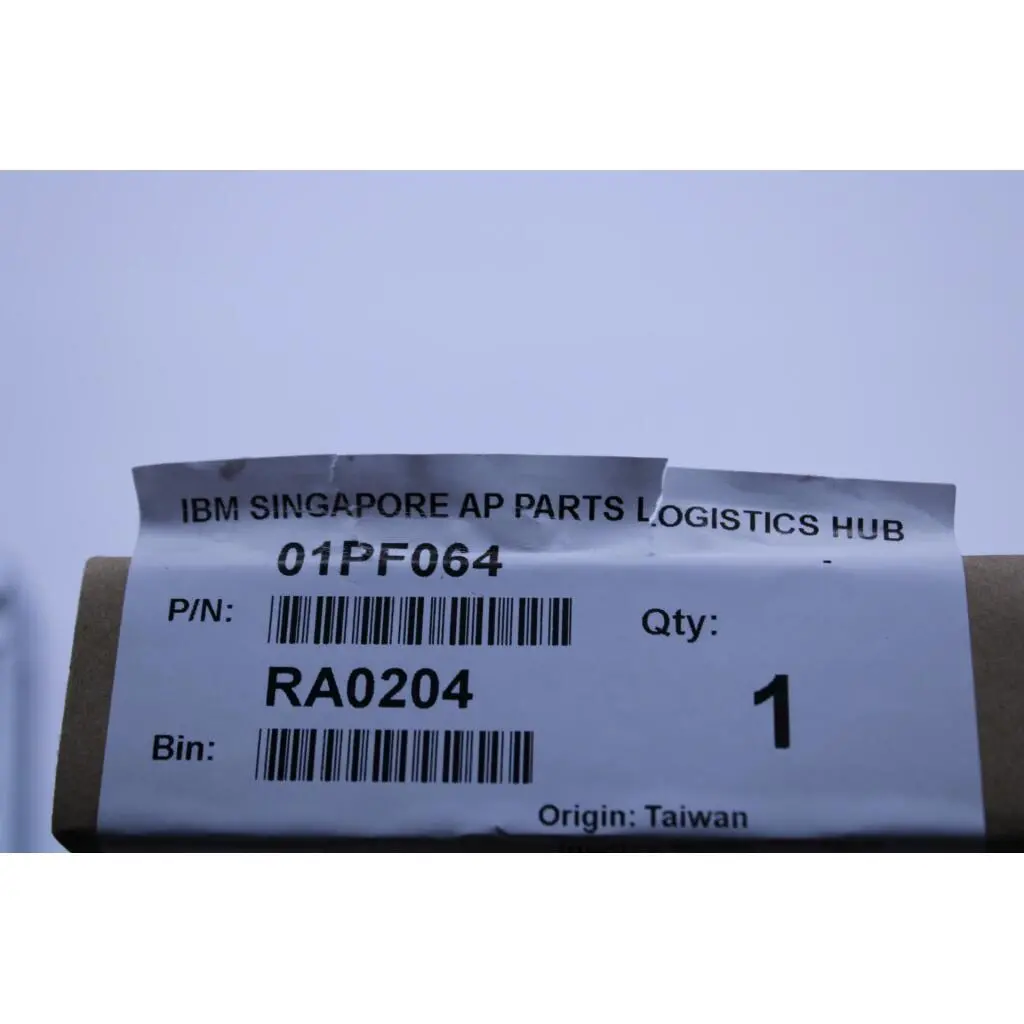 IBM SINGAPORE AP PARTS LOGISTICS HUB
01PF064 -
P/N: Qty:
RA0204
1
Bin:
Origin: Taiwan